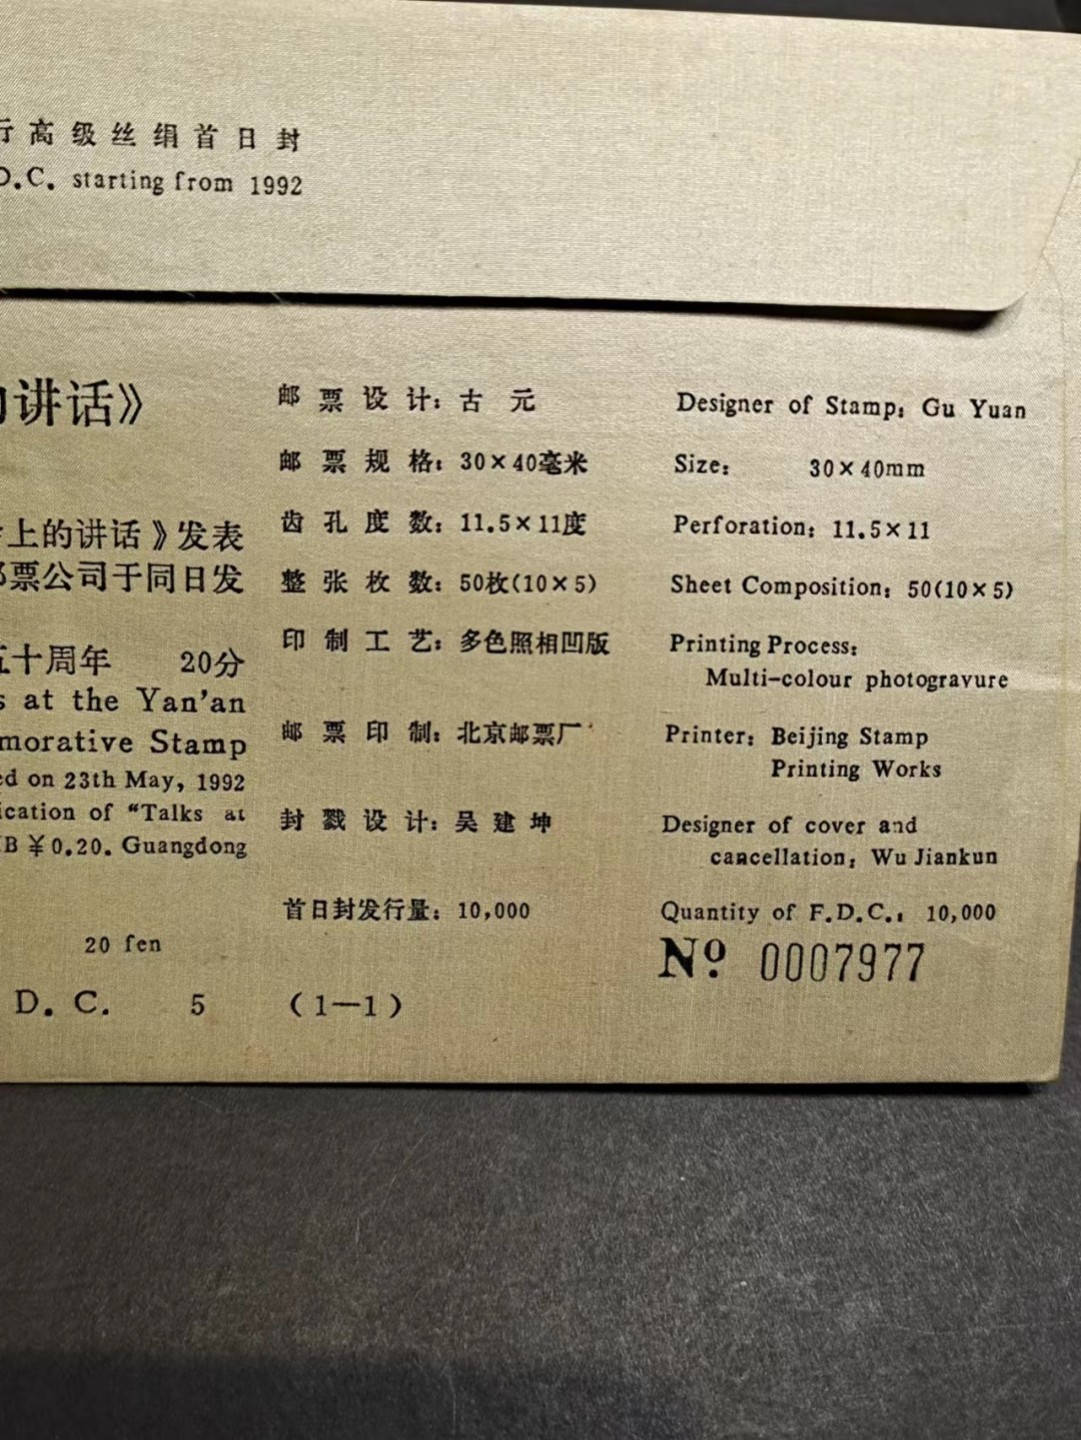 行高级丝绢首日封
D.C. starting from 1992
的讲话》
上的讲话》发表
邮票公司于同日发
五十周年 20分
s at the Yan'an
morative Stamp
ed on 23th May, 1992
ication of “Talks at
B ¥0.20. Guangdong
20 fen
D. C. 5 (1—1)
邮票设计：古元
邮票规格：30×40毫米
齿孔度数：11.5×11度
整张枚数：50枚(10×5)
印制工艺：多色照相凹版
邮票印制：北京邮票厂
封戳设计：吴建坤
首日封发行量：10,000
Designer of Stamp: Gu Yuan
Size: 30×40mm
Perforation: 11.5×11
Sheet Composition: 50(10×5)
Printing Process:
Multi-colour photogravure
Printer: Beijing Stamp
Printing Works
Designer of cover and
cancellation: Wu Jiankun
Quantity of F.D.C.: 10,000
Nº 0007977